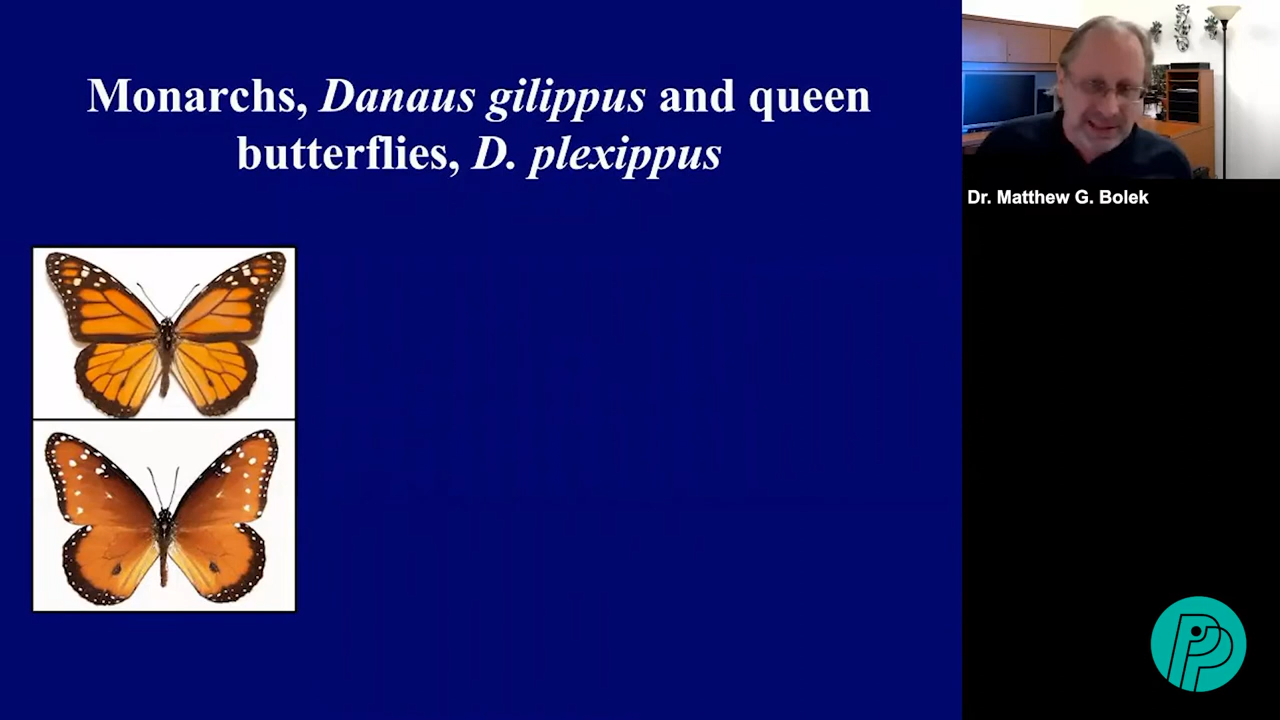 Monarchs, Danaus gilippus and queen
butterflies, D. plexippus
Dr. Matthew G. Bolek